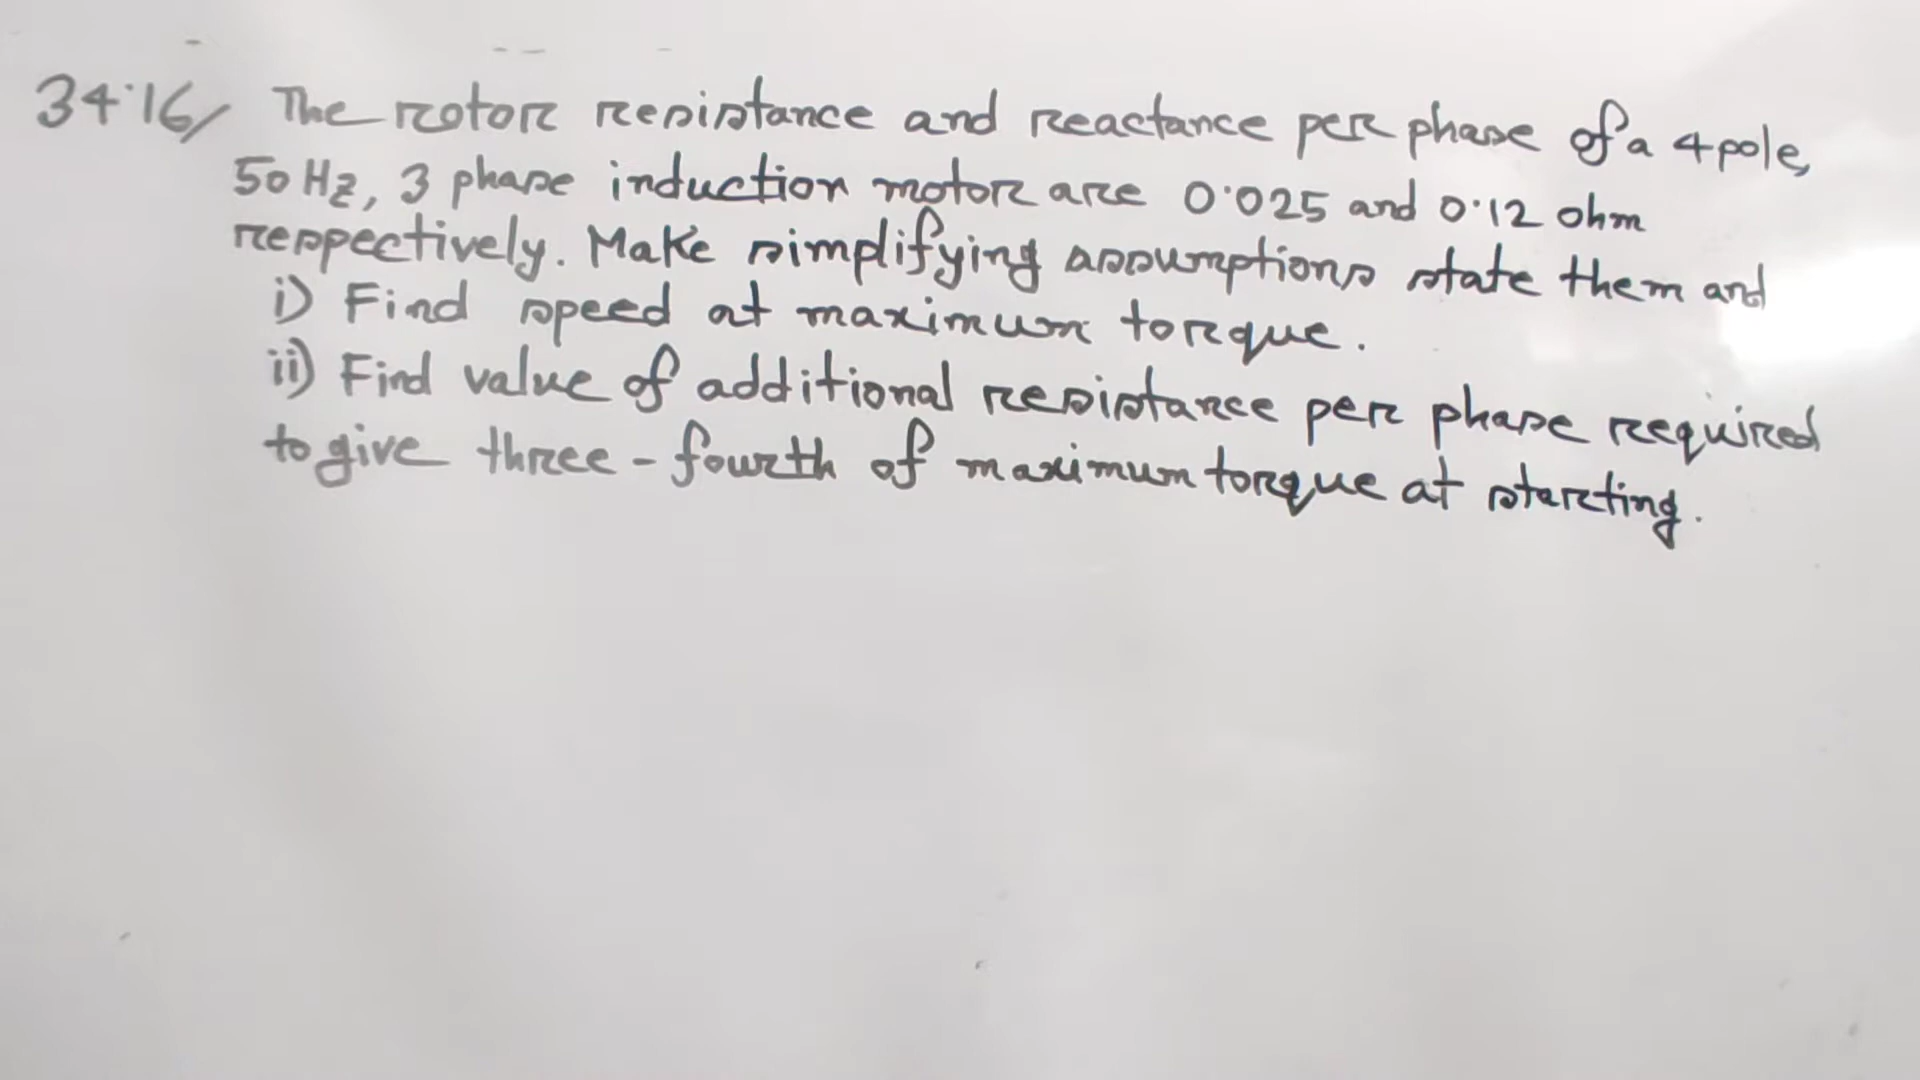 34·16/ The rotor resistance and reactance per phase of a 4 pole,
50 Hz, 3 phase induction motor are 0·025 and 0·12 ohm
respectively. Make simplifying assumptions state them and
i) Find speed at maximum torque.
ii) Find value of additional resistance per phase required
to give three-fourth of maximum torque at starting.